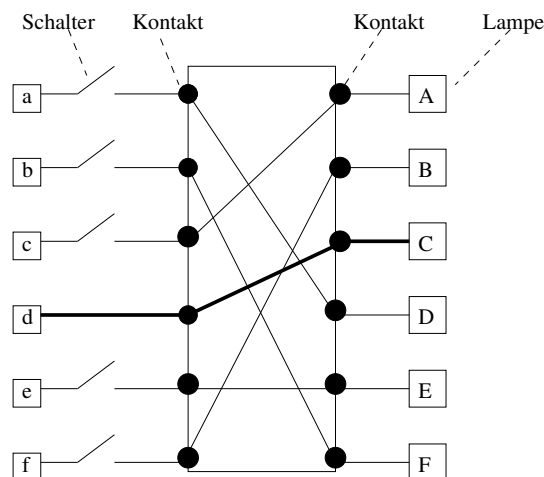 Schalter Kontakt Kontakt Lampe
a A
b B
c C
d D
e E
f F